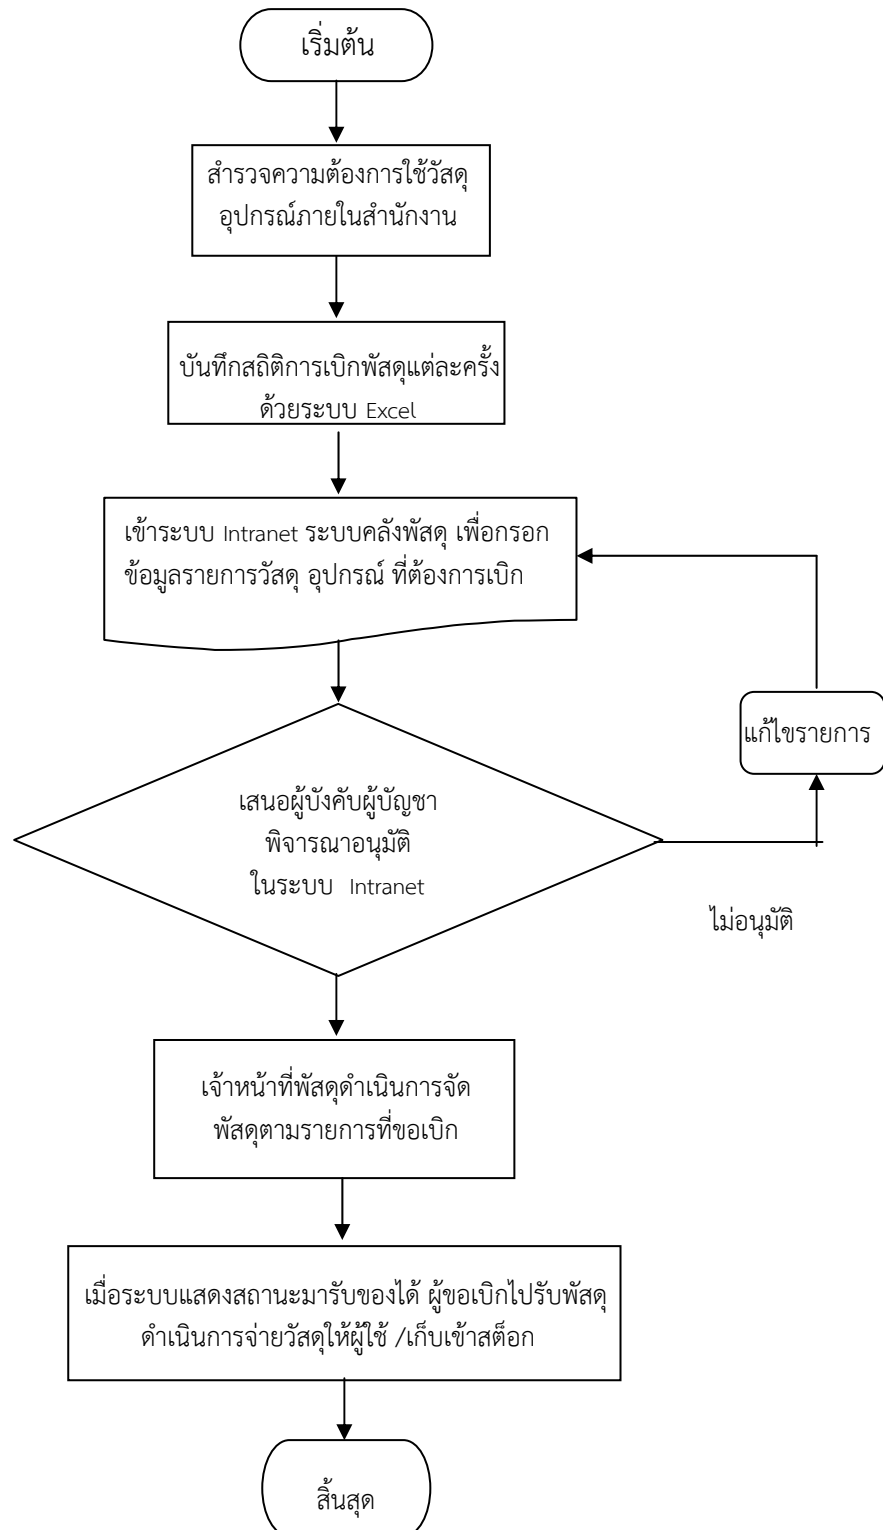 เริ่มต้น
สำรวจความต้องการใช้วัสดุ
อุปกรณ์ภายในสำนักงาน
บันทึกสถิติการเบิกพัสดุแต่ละครั้ง
ด้วยระบบ Excel
เข้าระบบ Intranet ระบบคลังพัสดุ เพื่อกรอก
ข้อมูลรายการวัสดุ อุปกรณ์ ที่ต้องการเบิก
แก้ไขรายการ
เสนอผู้บังคับผู้บัญชา
พิจารณาอนุมัติ
ในระบบ Intranet
ไม่อนุมัติ
เจ้าหน้าที่พัสดุดำเนินการจัด
พัสดุตามรายการที่ขอเบิก
เมื่อระบบแสดงสถานะมารับของได้ ผู้ขอเบิกไปรับพัสดุ
ดำเนินการจ่ายวัสดุให้ผู้ใช้ /เก็บเข้าสต็อก
สิ้นสุด